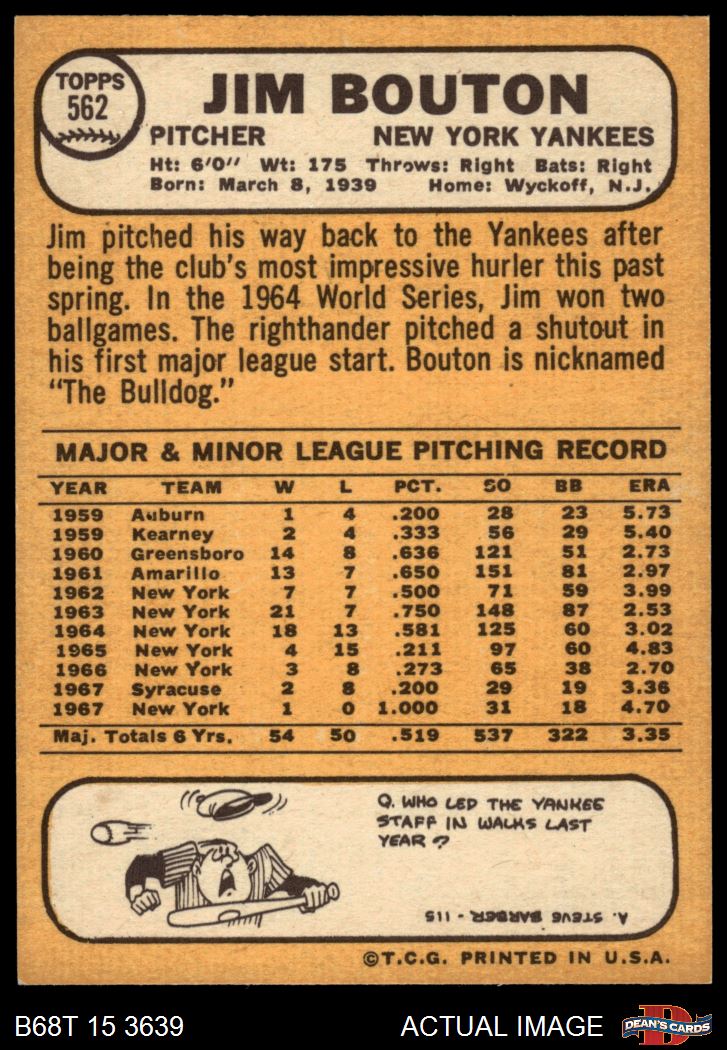 TOPPS
562
JIM BOUTON
PITCHER NEW YORK YANKEES
Ht: 6'0" Wt: 175 Throws: Right Bats: Right
Born: March 8, 1939 Home: Wyckoff, N.J.
Jim pitched his way back to the Yankees after
being the club's most impressive hurler this past
spring. In the 1964 World Series, Jim won two
ballgames. The righthander pitched a shutout in
his first major league start. Bouton is nicknamed
"The Bulldog."
MAJOR & MINOR LEAGUE PITCHING RECORD
YEAR TEAM W L PCT. SO BB ERA
1959 Auburn 1 4 .200 28 23 5.73
1959 Kearney 2 4 .333 56 29 5.40
1960 Greensboro 14 8 .636 121 51 2.73
1961 Amarillo 13 7 .650 151 81 2.97
1962 New York 7 7 .500 71 59 3.99
1963 New York 21 7 .750 148 87 2.53
1964 New York 18 13 .581 125 60 3.02
1965 New York 4 15 .211 97 60 4.83
1966 New York 3 8 .273 65 38 2.70
1967 Syracuse 2 8 .200 29 19 3.36
1967 New York 1 0 1.000 31 18 4.70
Maj. Totals 6 Yrs. 54 50 .519 537 322 3.35
Q. WHO LED THE YANKEE
STAFF IN WALKS LAST
YEAR?
A. STEVE BARBER - 115
©T.C.G. PRINTED IN U.S.A.
B68T 15 3639 ACTUAL IMAGE
DEAN'S CARDS